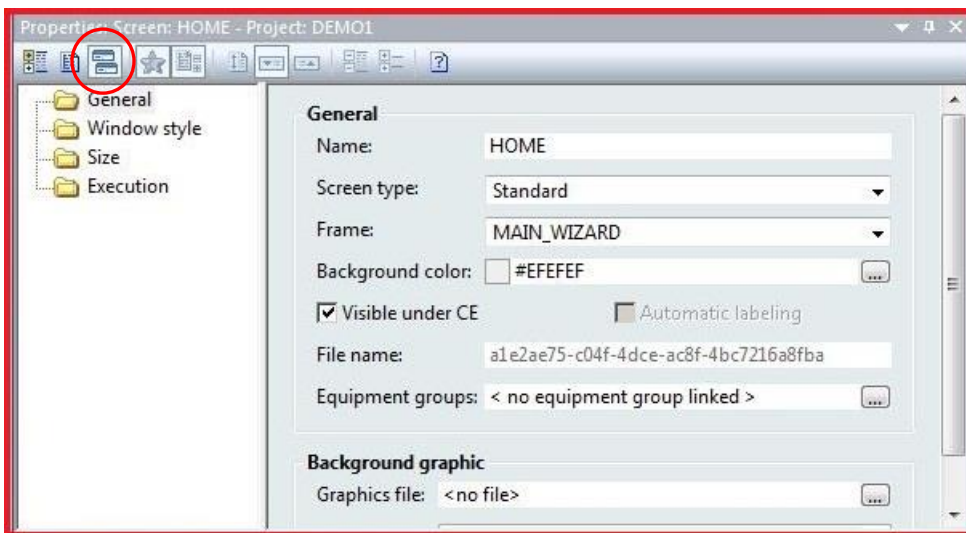 Properties: Screen: HOME - Project: DEMO1
General
Window style
Size
Execution
General
Name: HOME
Screen type: Standard
Frame: MAIN_WIZARD
Background color: #EFEFEF
Visible under CE Automatic labeling
File name: a1e2ae75-c04f-4dce-ac8f-4bc7216a8fba
Equipment groups: < no equipment group linked >
Background graphic
Graphics file: <no file>